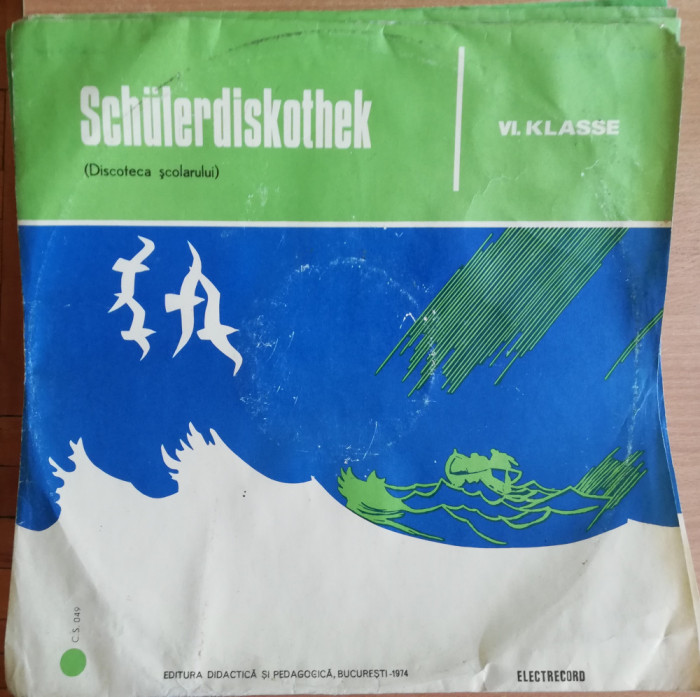 Schülerdiskothek
VI. KLASSE
(Discoteca școlarului)
C.S. 049
EDITURA DIDACTICĂ ȘI PEDAGOGICĂ, BUCUREȘTI-1974
ELECTRECORD